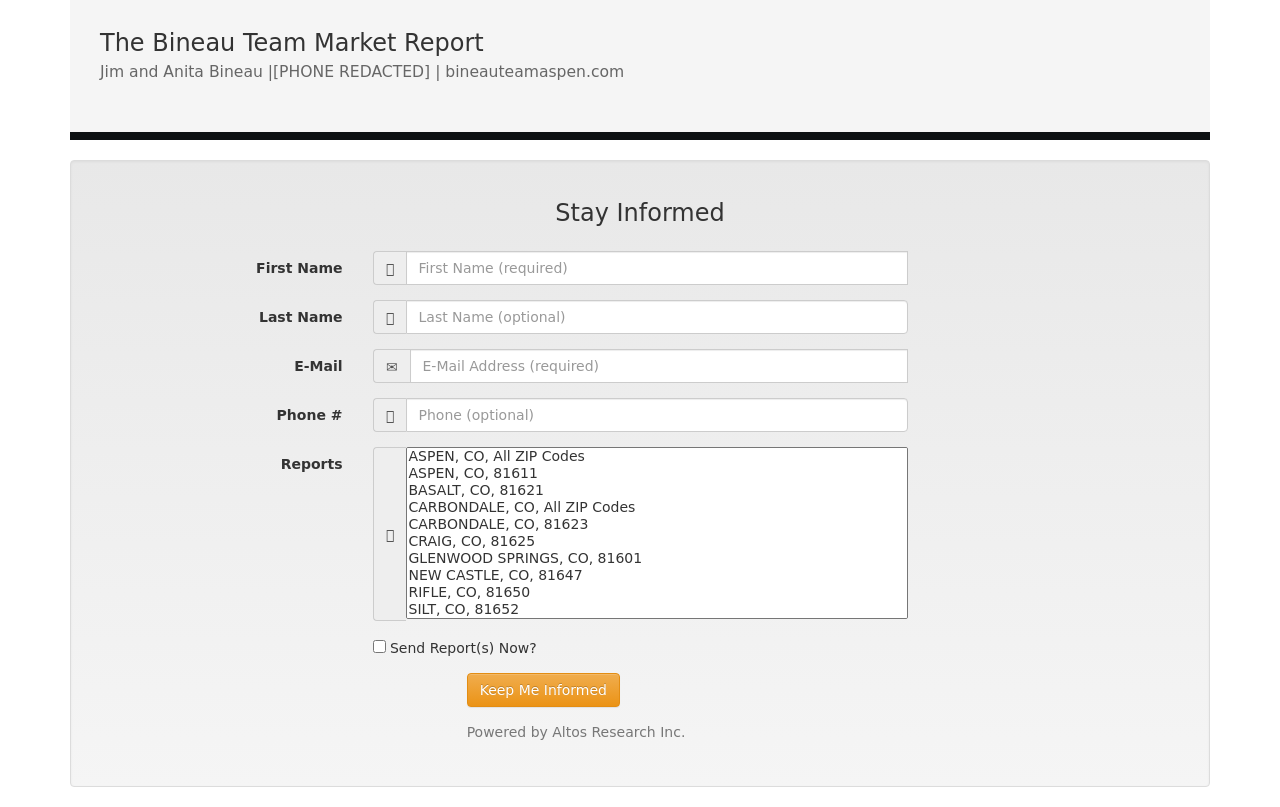 The Bineau Team Market Report
Jim and Anita Bineau |[PHONE REDACTED] | bineauteamaspen.com
Stay Informed
First Name
First Name (required)
Last Name
Last Name (optional)
E-Mail
E-Mail Address (required)
Phone #
Phone (optional)
Reports
ASPEN, CO, All ZIP Codes
ASPEN, CO, 81611
BASALT, CO, 81621
CARBONDALE, CO, All ZIP Codes
CARBONDALE, CO, 81623
CRAIG, CO, 81625
GLENWOOD SPRINGS, CO, 81601
NEW CASTLE, CO, 81647
RIFLE, CO, 81650
SILT, CO, 81652
Send Report(s) Now?
Keep Me Informed
Powered by Altos Research Inc.